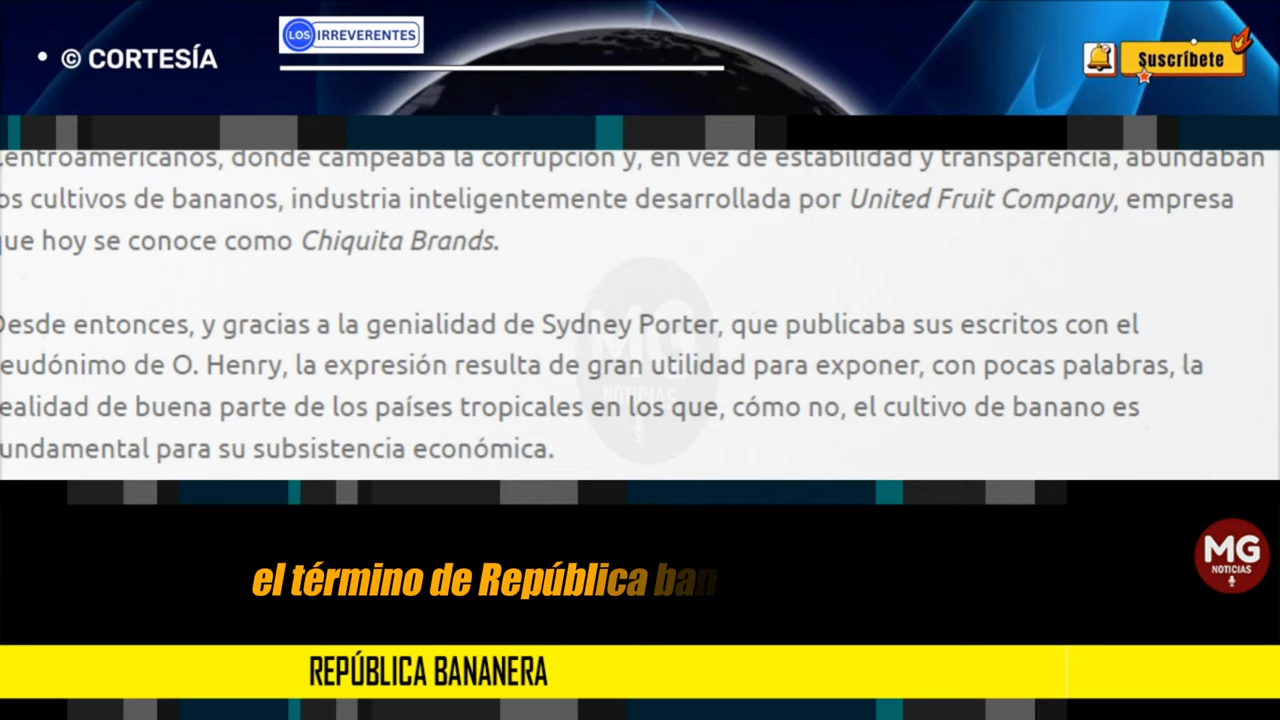 • © CORTESÍA
LOS IRREVERENTES
Suscríbete
entroamericanos, donde campeaba la corrupción y, en vez de estabilidad y transparencia, abundaban
os cultivos de bananos, industria inteligentemente desarrollada por United Fruit Company, empresa
ue hoy se conoce como Chiquita Brands.
Desde entonces, y gracias a la genialidad de Sydney Porter, que publicaba sus escritos con el
eudónimo de O. Henry, la expresión resulta de gran utilidad para exponer, con pocas palabras, la
ealidad de buena parte de los países tropicales en los que, cómo no, el cultivo de banano es
undamental para su subsistencia económica.
MG
NOTICIAS
el término de República ban
MG
NOTICIAS
REPÚBLICA BANANERA